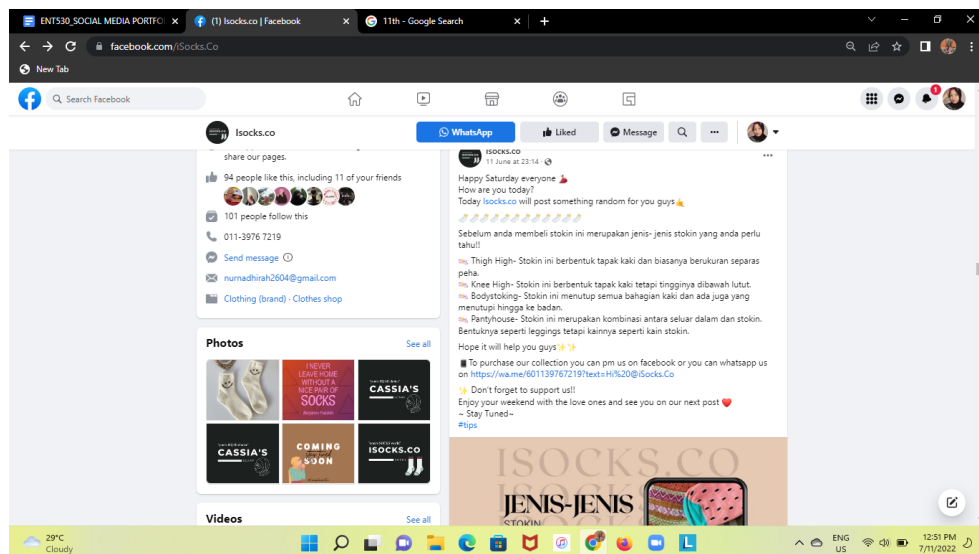 ENT530_SOCIAL MEDIA PORTFO
(1) Isocks.co | Facebook
11th - Google Search
facebook.com/iSocks.Co
New Tab
Search Facebook
1
Isocks.co
WhatsApp
Liked
Message
share our pages.
94 people like this, including 11 of your friends
101 people follow this
011-3976 7219
Send message
nurnadhirah2604@gmail.com
Clothing (brand) · Clothes shop
Photos
See all
I NEVER
LEAVE HOME
WITHOUT A
NICE PAIR OF
SOCKS
CASSIA'S
CASSIA'S
COMING
SOON
ISOCKS.CO
Videos
See all
Isocks.co
11 June at 23:14
Happy Saturday everyone
How are you today?
Today Isocks.co will post something random for you guys
Sebelum anda membeli stokin ini merupakan jenis- jenis stokin yang anda perlu
tahu!!
Thigh High- Stokin ini berbentuk tapak kaki dan biasanya berukuran separas
peha.
Knee High- Stokin ini berbentuk tapak kaki tetapi tingginya dibawah lutut.
Bodystoking- Stokin ini menutup semua bahagian kaki dan ada juga yang
menutupi hingga ke badan.
Pantyhouse- Stokin ini merupakan kombinasi antara seluar dalam dan stokin.
Bentuknya seperti leggings tetapi kainnya seperti kain stokin.
Hope it will help you guys
To purchase our collection you can pm us on facebook or you can whatsapp us
on https://wa.me/601139767219?text=Hi%20@iSocks.Co
Don't forget to support us!!
Enjoy your weekend with the love ones and see you on our next post
~ Stay Tuned~
#tips
ISOCKS.CO
JENIS-JENIS
STOKIN
29°C
Cloudy
ENG
US
12:51 PM
7/11/2022